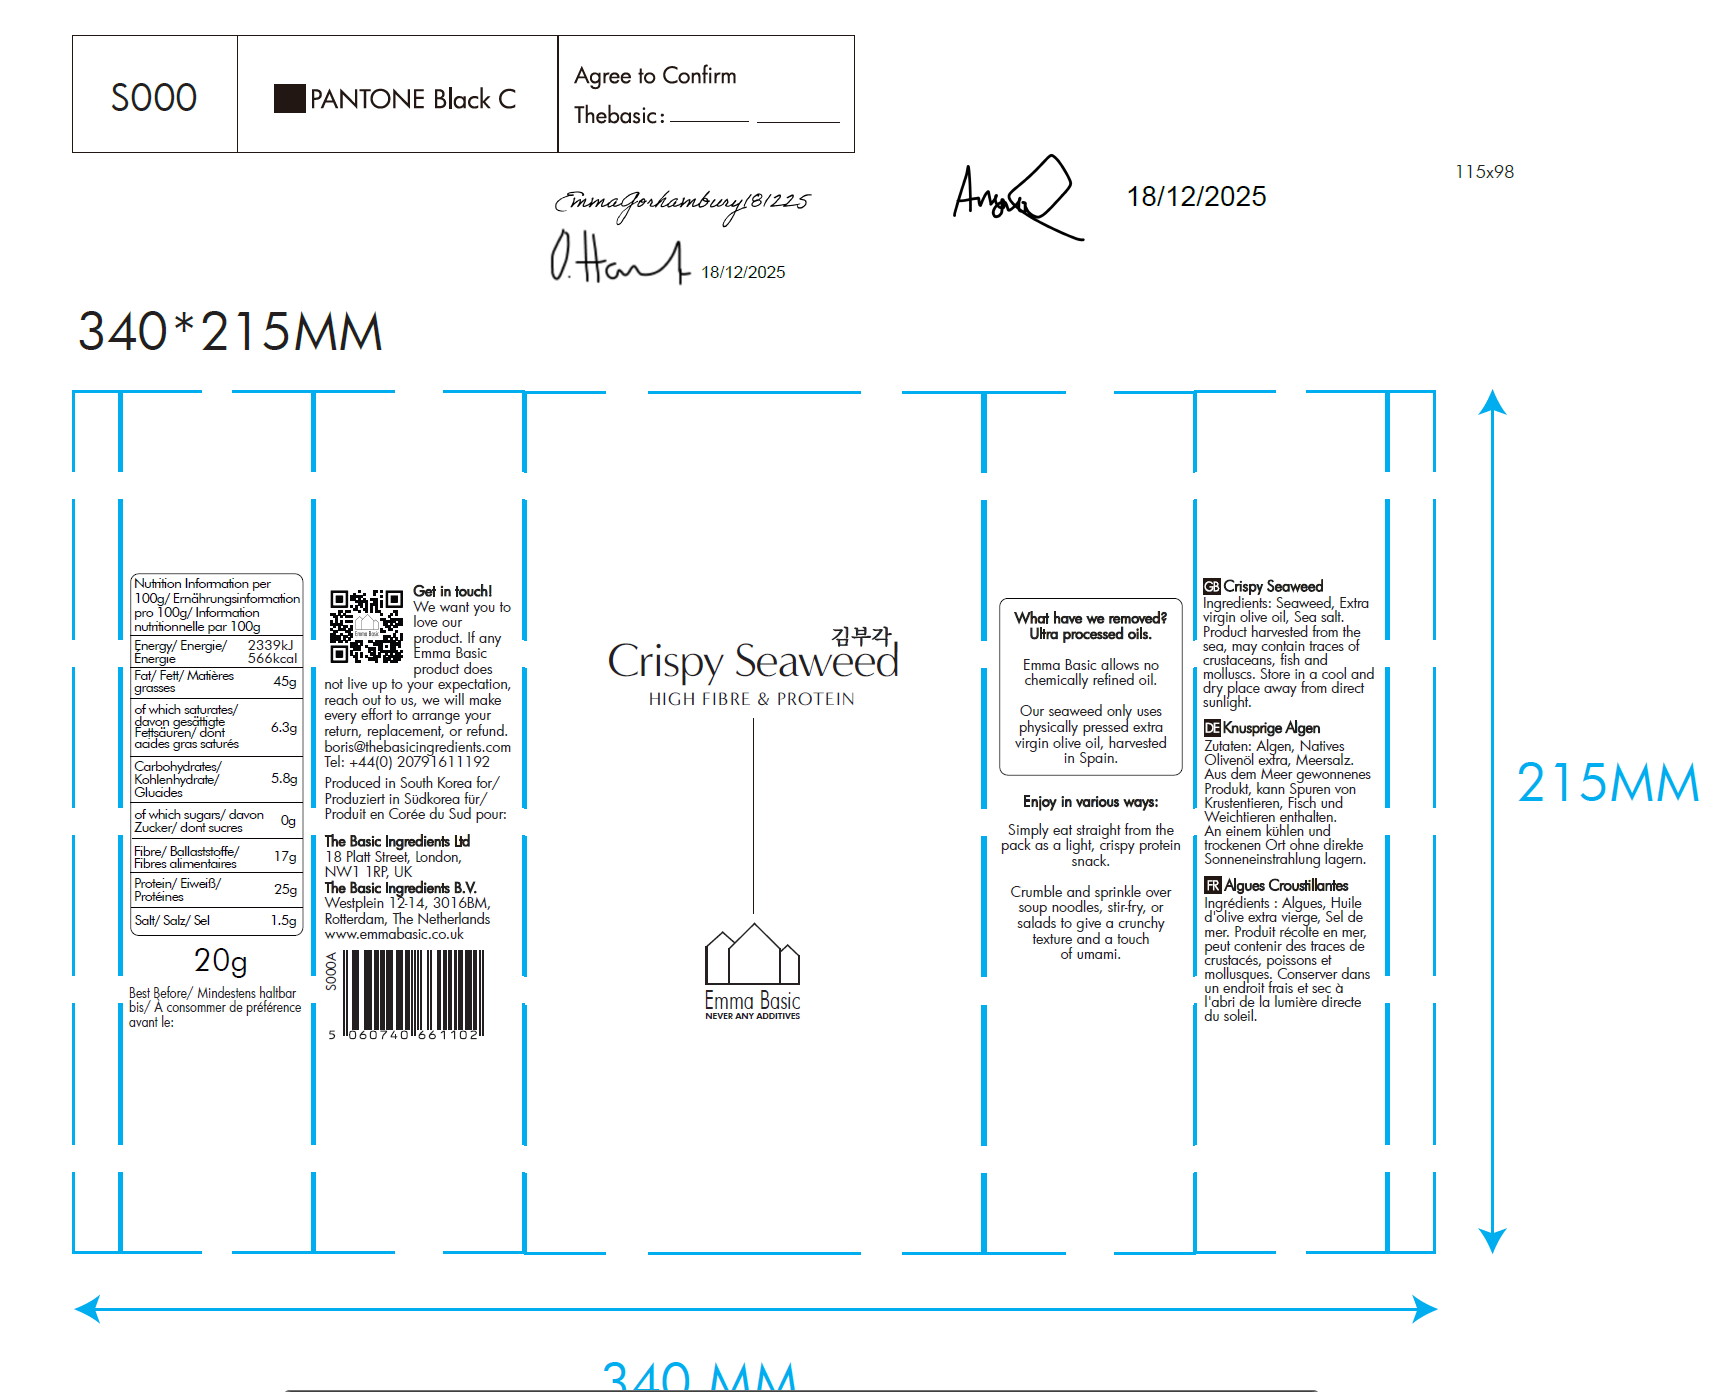 S000
PANTONE Black C
Agree to Confirm
Thebasic:
EmmaGorhambury181225
O.Hart 18/12/2025
18/12/2025
115x98
340*215MM
Nutrition Information per
100g/ Ernährungsinformation
pro 100g/ Information
nutritionnelle par 100g
Energy/ Energie/ 2339kJ
Énergie 566kcal
Fat/ Fett/ Matières
grasses 45g
of which saturates/
davon gesättigte
Fettsäuren/ dont
acides gras saturés 6.3g
Carbohydrates/
Kohlenhydrate/
Glucides 5.8g
of which sugars/ davon
Zucker/ dont sucres 0g
Fibre/ Ballaststoffe/
Fibres alimentaires 17g
Protein/ Eiweiß/
Protéines 25g
Salt/ Salz/ Sel 1.5g
20g
Best Before/ Mindestens haltbar
bis/ À consommer de préférence
avant le:
Emma Basic
Get in touch!
We want you to
love our
product. If any
Emma Basic
product does
not live up to your expectation,
reach out to us, we will make
every effort to arrange your
return, replacement, or refund.
boris@thebasicingredients.com
Tel: +44(0) 20791611192
Produced in South Korea for/
Produziert in Südkorea für/
Produit en Corée du Sud pour:
The Basic Ingredients Ltd
18 Platt Street, London,
NW1 1RP, UK
The Basic Ingredients B.V.
Westplein 12-14, 3016BM,
Rotterdam, The Netherlands
www.emmabasic.co.uk
S000A
5 060740 661102
김부각
Crispy Seaweed
HIGH FIBRE & PROTEIN
Emma Basic
NEVER ANY ADDITIVES
What have we removed?
Ultra processed oils.
Emma Basic allows no
chemically refined oil.
Our seaweed only uses
physically pressed extra
virgin olive oil, harvested
in Spain.
Enjoy in various ways:
Simply eat straight from the
pack as a light, crispy protein
snack.
Crumble and sprinkle over
soup noodles, stir-fry, or
salads to give a crunchy
texture and a touch
of umami.
GB Crispy Seaweed
Ingredients: Seaweed, Extra
virgin olive oil, Sea salt.
Product harvested from the
sea, may contain traces of
crustaceans, fish and
molluscs. Store in a cool and
dry place away from direct
sunlight.
DE Knusprige Algen
Zutaten: Algen, Natives
Olivenöl extra, Meersalz.
Aus dem Meer gewonnenes
Produkt, kann Spuren von
Krustentieren, Fisch und
Weichtieren enthalten.
An einem kühlen und
trockenen Ort ohne direkte
Sonneneinstrahlung lagern.
FR Algues Croustillantes
Ingrédients : Algues, Huile
d'olive extra vierge, Sel de
mer. Produit récolte en mer,
peut contenir des traces de
crustacés, poissons et
mollusques. Conserver dans
un endroit frais et sec à
l'abri de la lumière directe
du soleil.
215MM
340 MM